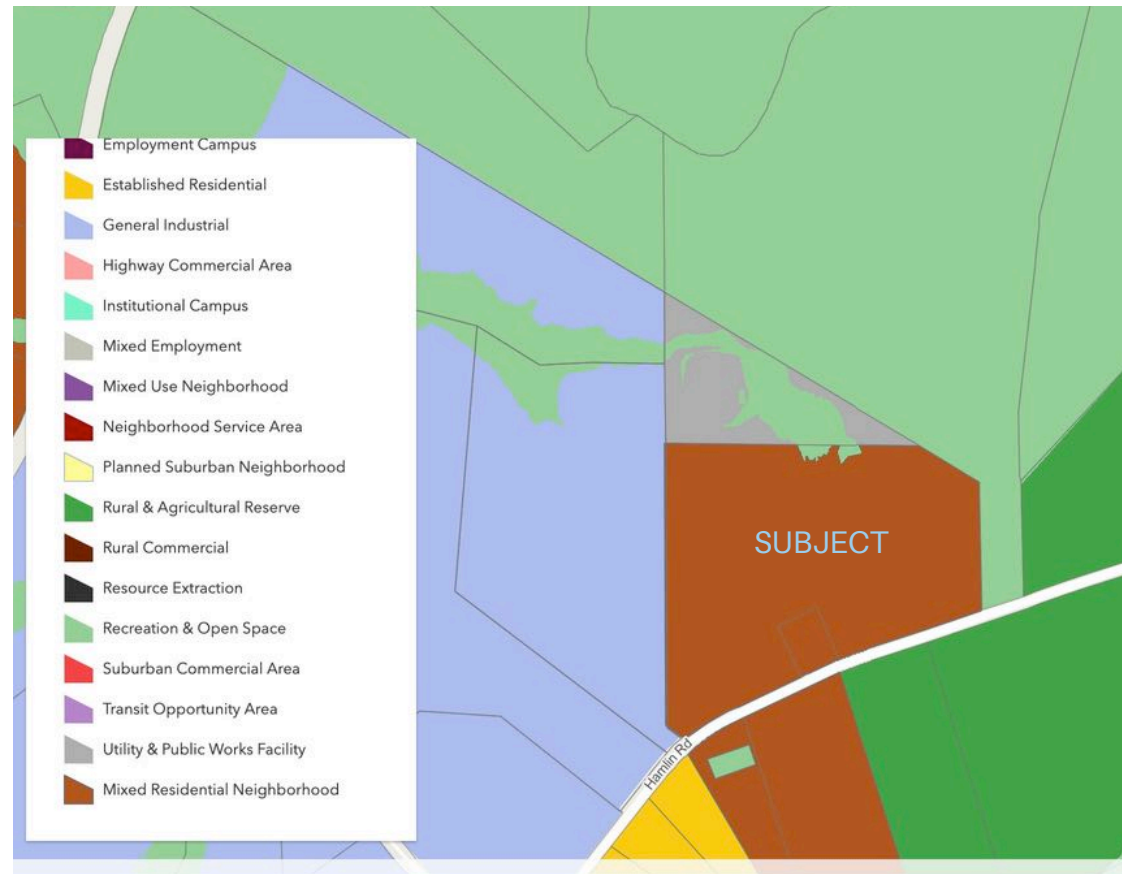 Employment Campus
Established Residential
General Industrial
Highway Commercial Area
Institutional Campus
Mixed Employment
Mixed Use Neighborhood
Neighborhood Service Area
Planned Suburban Neighborhood
Rural & Agricultural Reserve
Rural Commercial
Resource Extraction
Recreation & Open Space
Suburban Commercial Area
Transit Opportunity Area
Utility & Public Works Facility
Mixed Residential Neighborhood
SUBJECT
Hamlin Rd